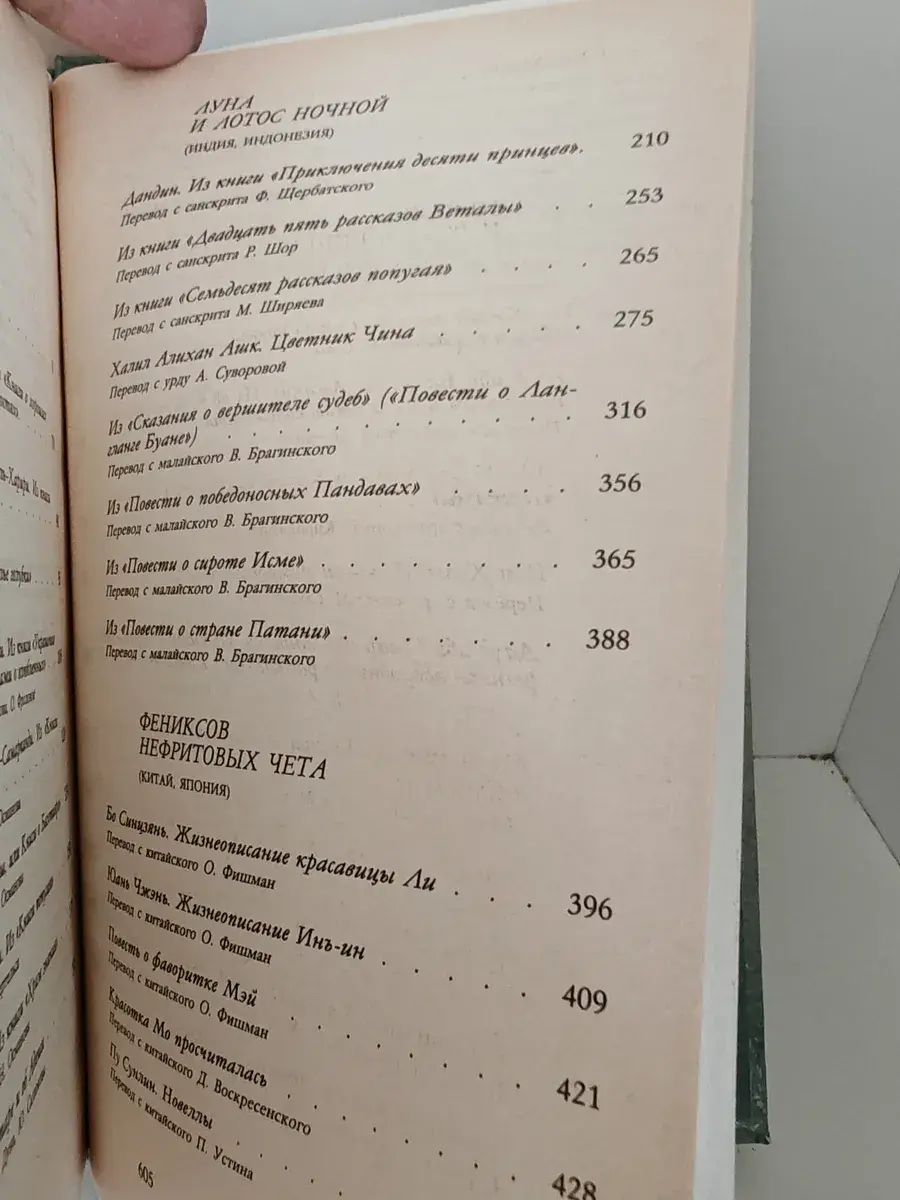 ЛУНА
И ЛОТОС НОЧНОЙ
(ИНДИЯ, ИНДОНЕЗИЯ)
Дандин. Из книги «Приключения десяти принцев». 210
Перевод с санскрита Ф. Щербатского
Из книги «Двадцать пять рассказов Веталы» . . 253
Перевод с санскрита Р. Шор
Из книги «Семьдесят рассказов попугая» . . . . 265
Перевод с санскрита М. Ширяева
Халил Алихан Ашк. Цветник Чина . . . . . 275
Перевод с урду А. Суворовой
Из «Сказания о вершителе судеб» («Повести о Лан-
гланге Буане») . . . . . . . . . . . . 316
Перевод с малайского В. Брагинского
Из «Повести о победоносных Пандавах» . . . . 356
Перевод с малайского В. Брагинского
Из «Повести о сироте Исме» . . . . . . . . 365
Перевод с малайского В. Брагинского
Из «Повести о стране Патани» . . . . . . . 388
Перевод с малайского В. Брагинского
ФЕНИКСОВ
НЕФРИТОВЫХ ЧЕТА
(КИТАЙ, ЯПОНИЯ)
Бо Синцзянь. Жизнеописание красавицы Ли . . . . 396
Перевод с китайского О. Фишман
Юань Чжэнь. Жизнеописание Инъ-ин . . . . . 409
Перевод с китайского О. Фишман
Повесть о фаворитке Мэй . . . . . . . 421
Перевод с китайского О. Фишман
Красотка Мо просчиталась . . . . . . . 428
Перевод с китайского Д. Воскресенского
Пу Сунлин. Новеллы . . . .
Перевод с китайского П. Устина
605